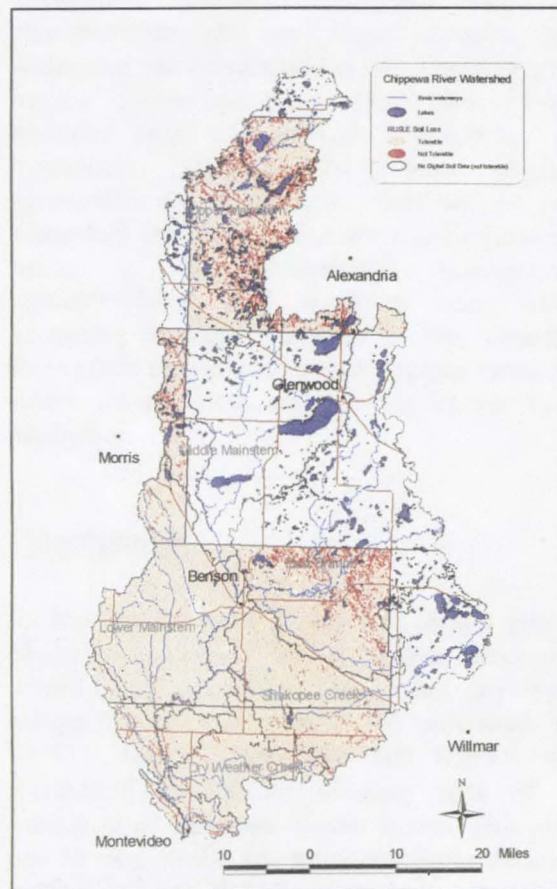 Chippewa River Watershed
Lakes
RUSLE Soil Loss
Tolerable
Not Tolerable
No Digital Soil Data (not tolerable)
Alexandria
Glenwood
Middle Mainstem
Morris
Benson
Lower Mainstem
Shakopee Creek
Willmar
Dry Weather Creek
N
Montevideo
10 0 10 20 Miles